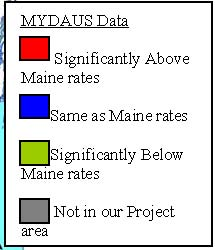 MYDAUS Data
Significantly Above
Maine rates
Same as Maine rates
Significantly Below
Maine rates
Not in our Project
area